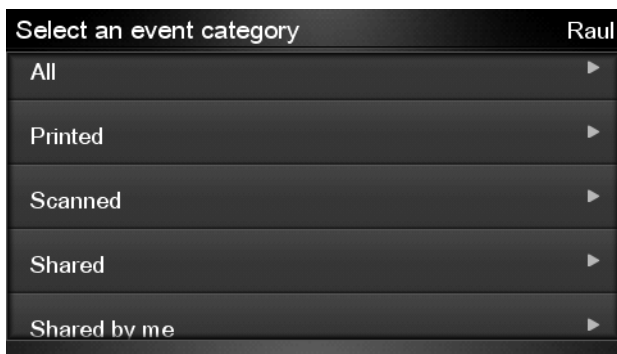 Select an event category Raul
All
Printed
Scanned
Shared
Shared by me